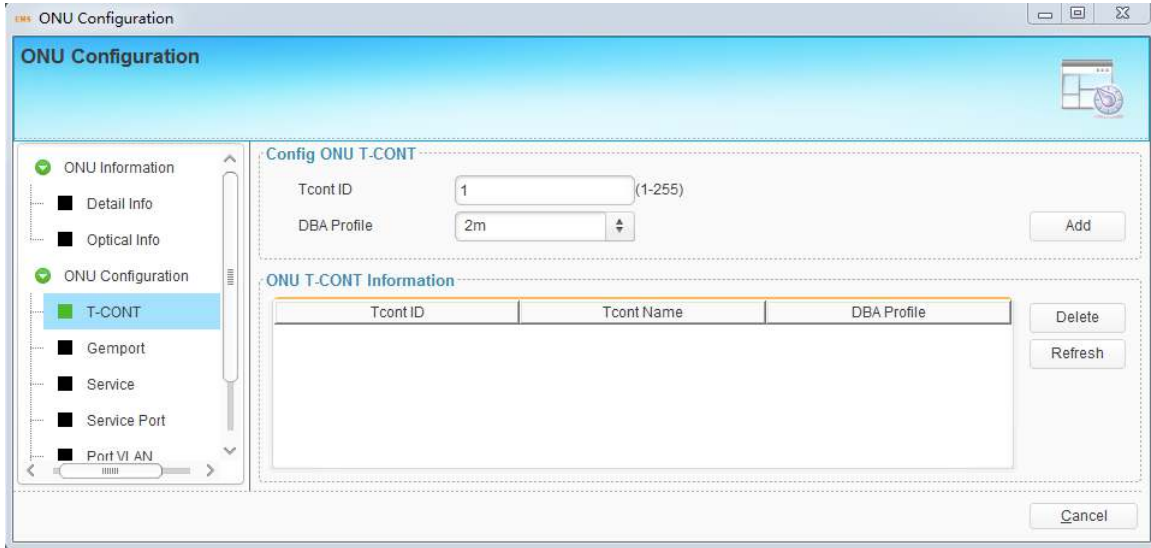 EMS ONU Configuration
ONU Configuration
ONU Information
Detail Info
Optical Info
ONU Configuration
T-CONT
Gemport
Service
Service Port
Port VLAN
Config ONU T-CONT
Tcont ID 1 (1-255)
DBA Profile 2m Add
ONU T-CONT Information
Tcont ID Tcont Name DBA Profile
Delete
Refresh
Cancel